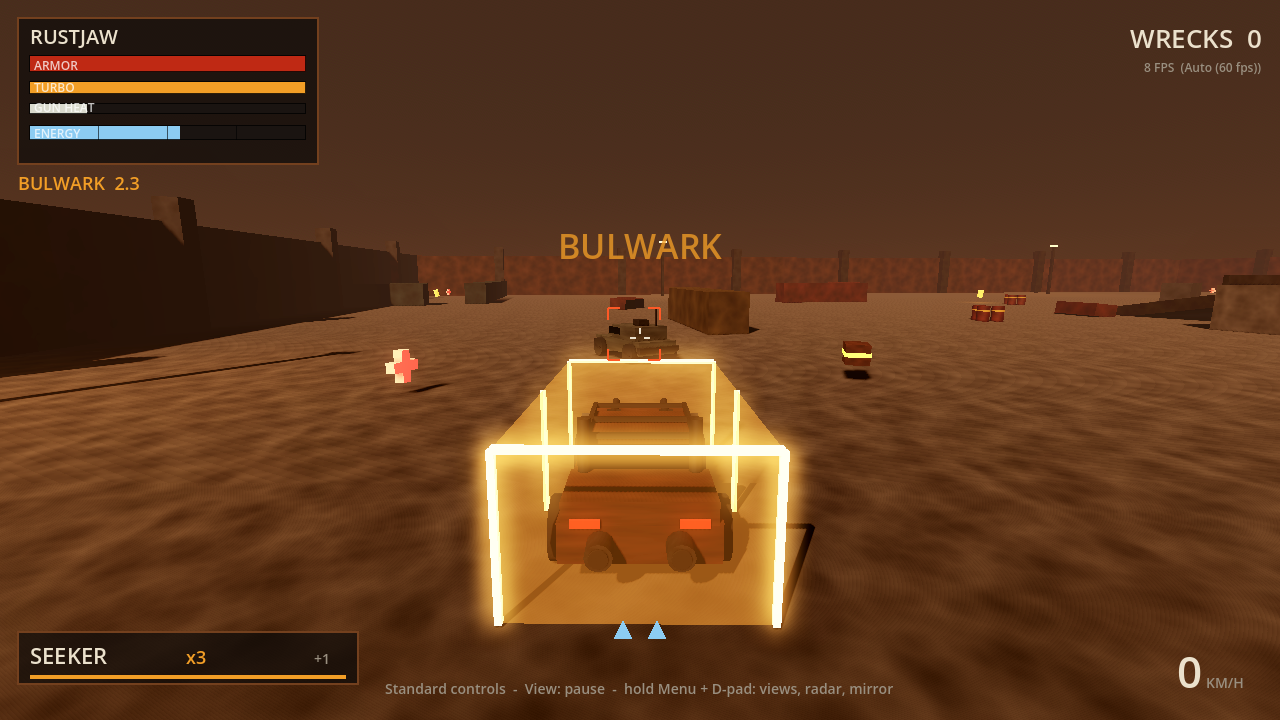 RUSTJAW
ARMOR
TURBO
GUN HEAT
ENERGY
BULWARK 2.3
WRECKS 0
8 FPS (Auto (60 fps))
BULWARK
SEEKER x3 +1
Standard controls - View: pause - hold Menu + D-pad: views, radar, mirror
0 KM/H